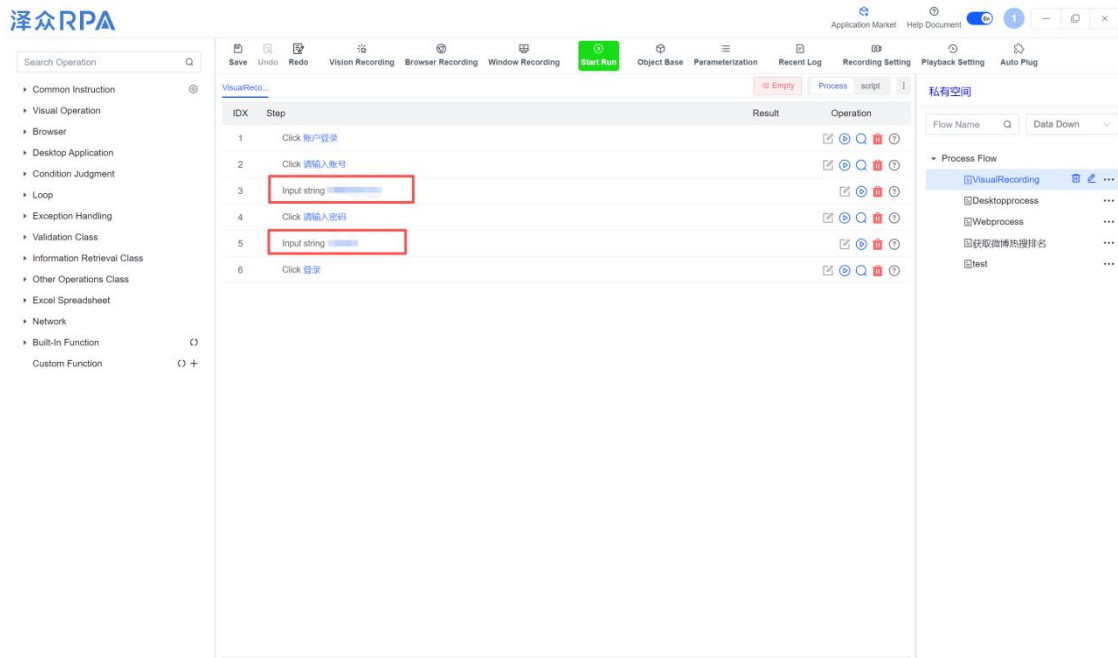 泽众RPA
Application Market Help Document En 1
Search Operation
Save Undo Redo Vision Recording Browser Recording Window Recording Start Run Object Base Parameterization Recent Log Recording Setting Playback Setting Auto Plug
Common Instruction
Visual Operation
Browser
Desktop Application
Condition Judgment
Loop
Exception Handling
Validation Class
Information Retrieval Class
Other Operations Class
Excel Spreadsheet
Network
Built-In Function
Custom Function
VisualReco... Empty Process script
IDX Step Result Operation
1 Click 账户登录
2 Click 请输入账号
3 Input string
4 Click 请输入密码
5 Input string
6 Click 登录
私有空间
Flow Name Data Down
Process Flow
VisualRecording
Desktopprocess
Webprocess
获取微博热搜排名
test